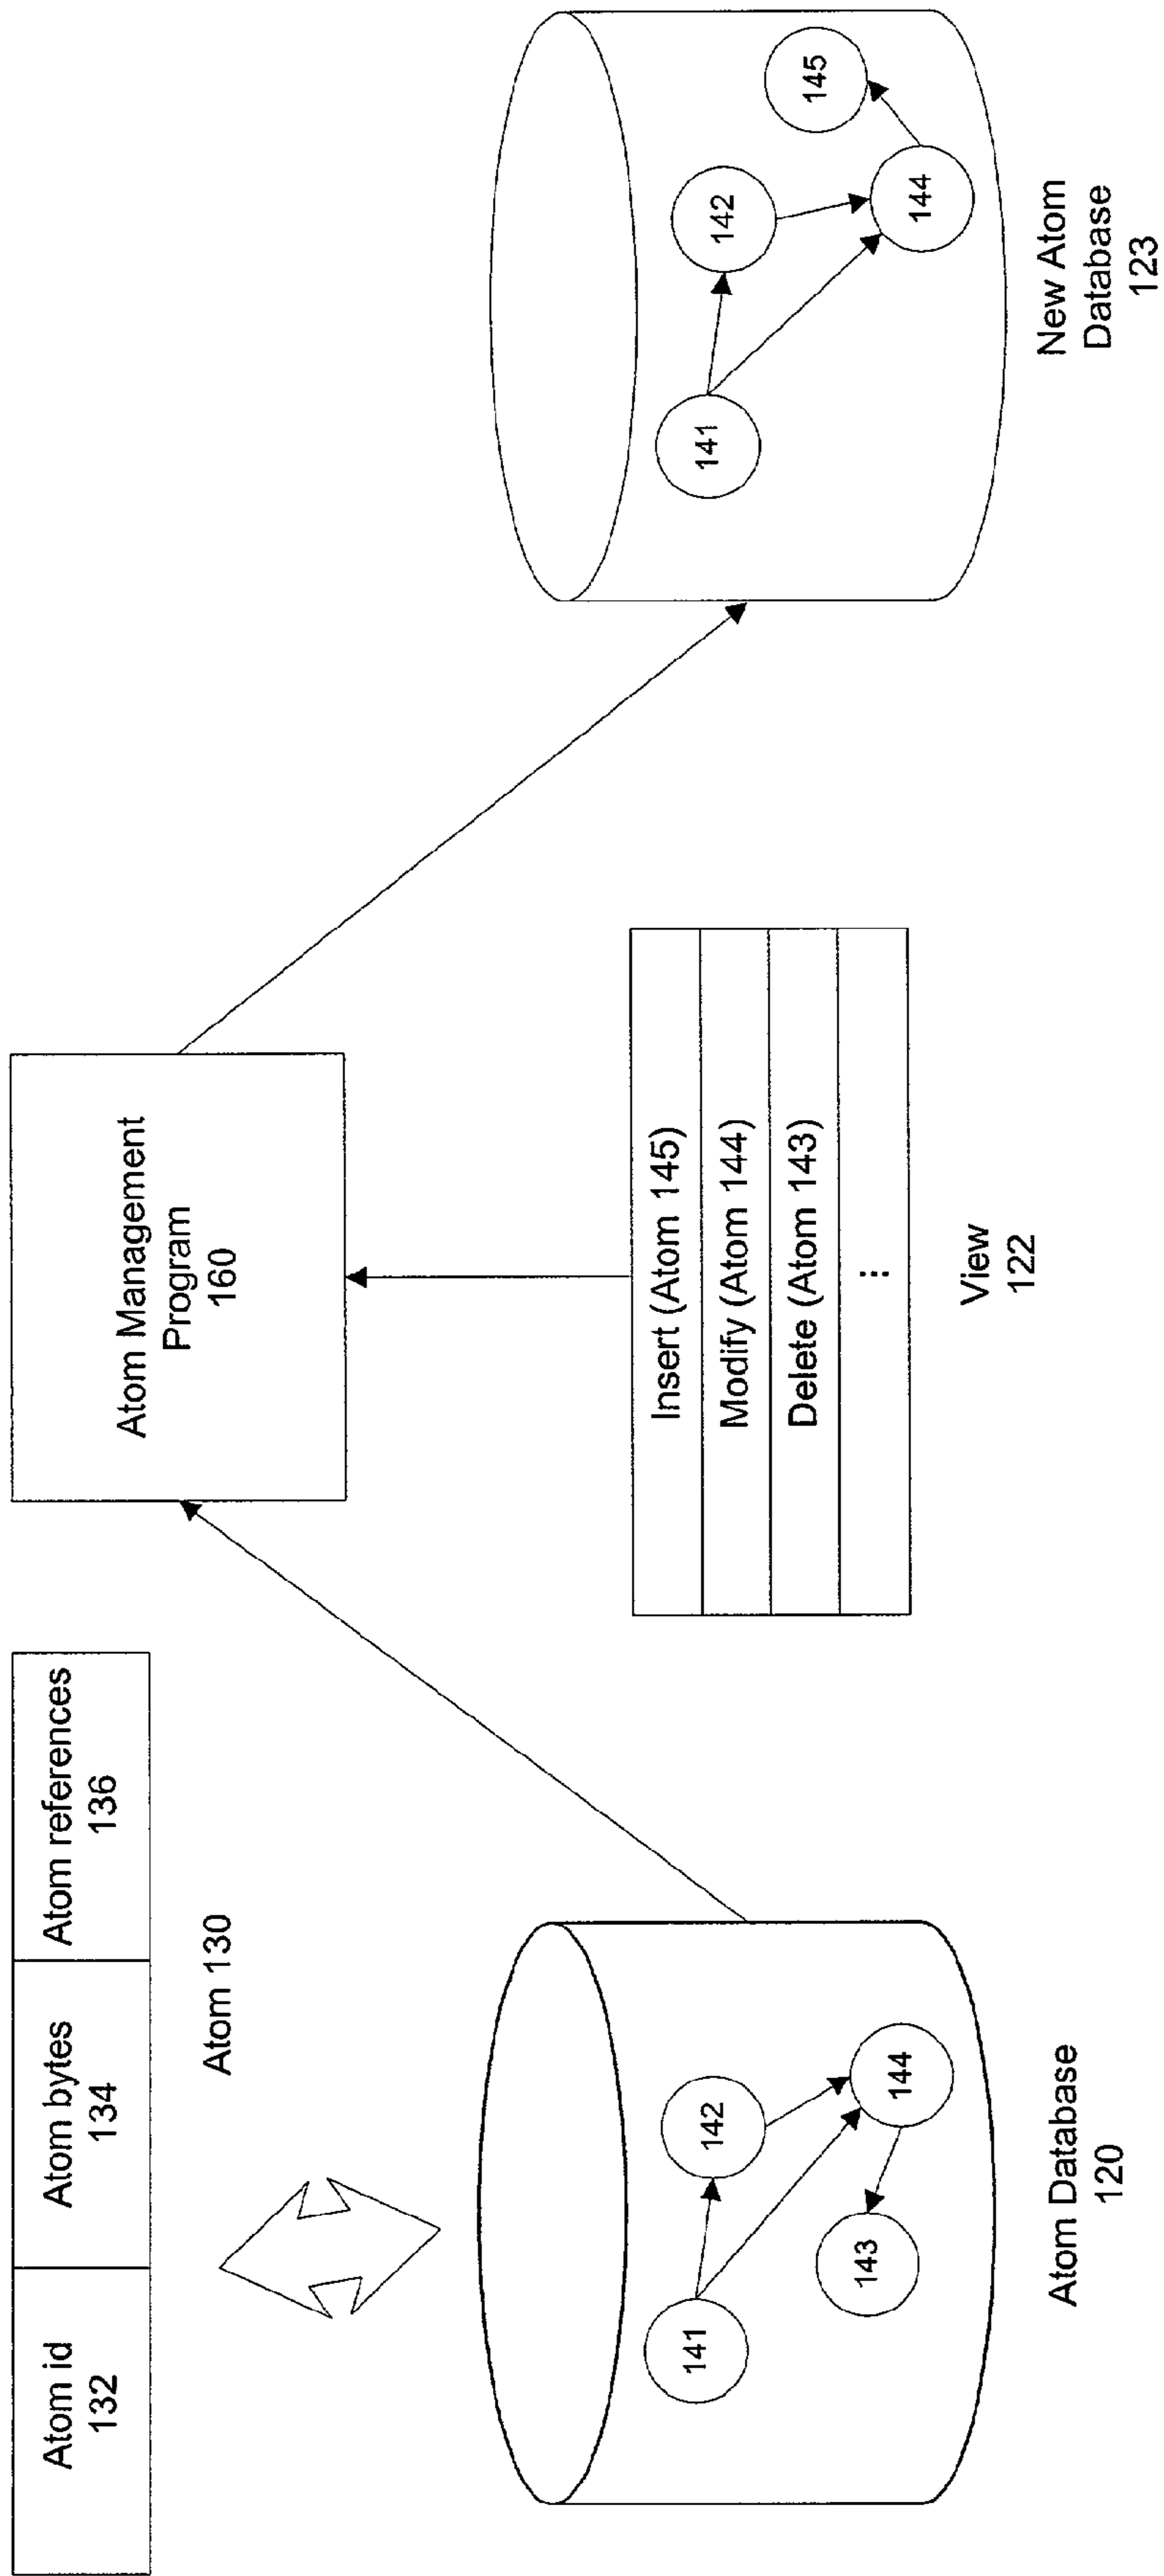 Atom id
132
Atom bytes
134
Atom references
136
Atom 130
Atom Management
Program
160
141
142
143
144
Atom Database
120
Insert (Atom 145)
Modify (Atom 144)
Delete (Atom 143)
...
View
122
141
142
144
145
New Atom
Database
123